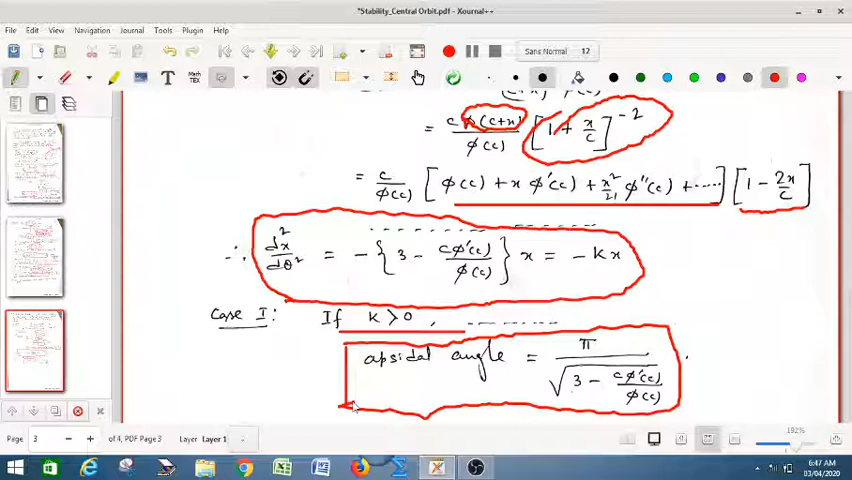 *Stability_Central Orbit.pdf - Xournal++
File Edit View Navigation Journal Tools Plugin Help
Sans Normal 12
= c φ(c+x) / φ(c) [1 + x/c]^-2
= c/φ(c) [φ(c) + x φ'(c) + x²/2! φ''(c) + .....] [1 - 2x/c]
∴ d²x/dθ² = - {3 - cφ'(c)/φ(c)} x = -kx
Case I: If k > 0,
apsidal angle = π / √(3 - cφ'(c)/φ(c)) .
192%
Page 3 of 4, PDF Page 3 Layer Layer 1
6:47 AM
03/04/2020